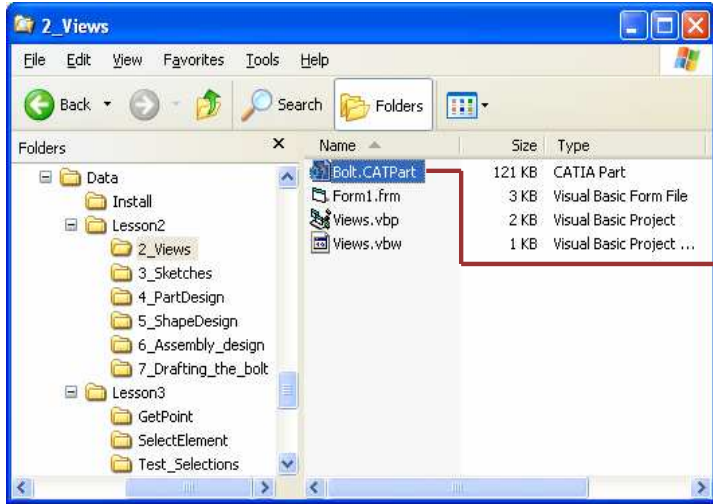 2_Views
File Edit View Favorites Tools Help
Back Search Folders
Folders
Data
Install
Lesson2
2_Views
3_Sketches
4_PartDesign
5_ShapeDesign
6_Assembly_design
7_Drafting_the_bolt
Lesson3
GetPoint
SelectElement
Test_Selections
Name Size Type
Bolt.CATPart 121 KB CATIA Part
Form1.frm 3 KB Visual Basic Form File
Views.vbp 2 KB Visual Basic Project
Views.vbw 1 KB Visual Basic Project ...